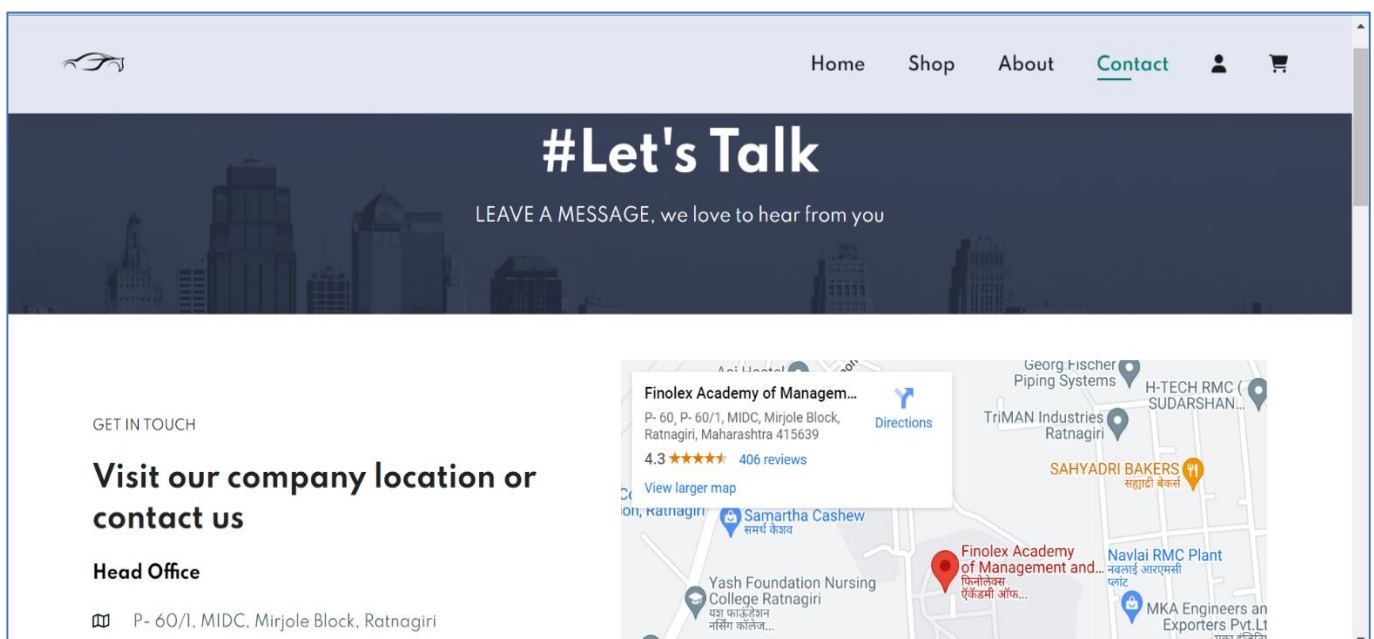 Home Shop About Contact
#Let's Talk
LEAVE A MESSAGE, we love to hear from you
GET IN TOUCH
Visit our company location or
contact us
Head Office
P- 60/1, MIDC, Mirjole Block, Ratnagiri
Finolex Academy of Managem...
P- 60, P- 60/1, MIDC, Mirjole Block,
Ratnagiri, Maharashtra 415639
4.3 406 reviews
View larger map
Directions
Georg Fischer
Piping Systems
H-TECH RMC (
SUDARSHAN...
TriMAN Industries
Ratnagiri
SAHYADRI BAKERS
सह्याद्री बेकर्स
Samartha Cashew
समर्थ केशव
Finolex Academy
of Management and...
फिनोलेक्स
ऍकॅडमी ऑफ...
Navlai RMC Plant
नवलाई आरएमसी
प्लांट
Yash Foundation Nursing
College Ratnagiri
यश फाऊंडेशन
नर्सिंग कॉलेज...
MKA Engineers an
Exporters Pvt.Lt